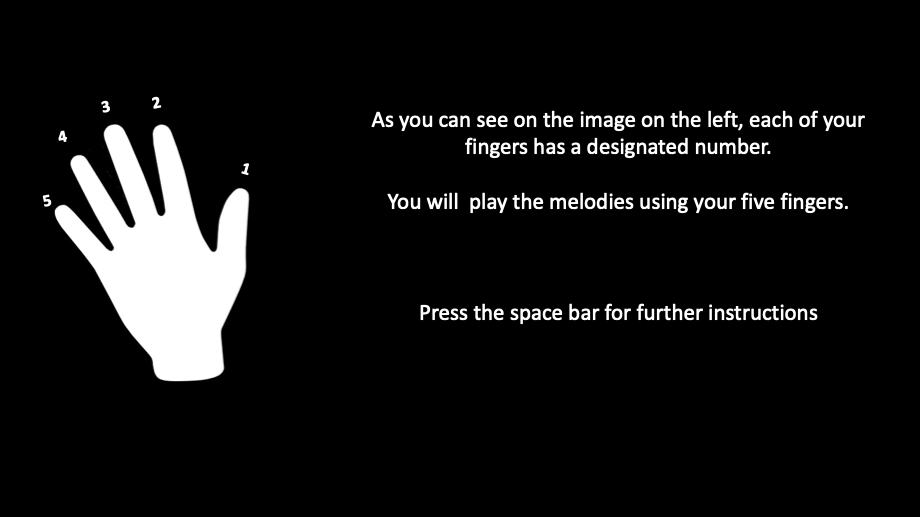 3 2
4
1
5
As you can see on the image on the left, each of your
fingers has a designated number.
You will  play the melodies using your five fingers.
Press the space bar for further instructions